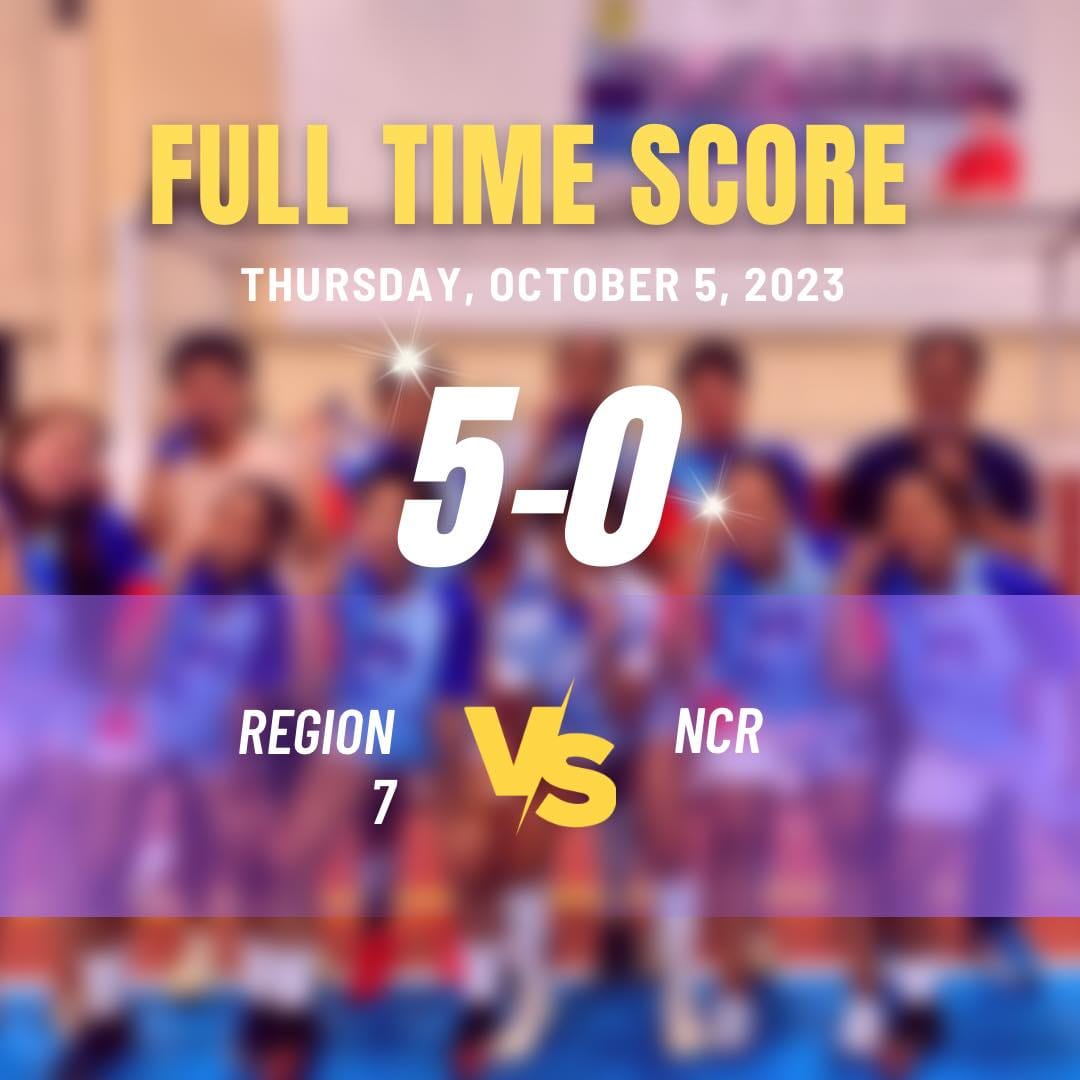 FULL TIME SCORE
THURSDAY, OCTOBER 5, 2023
5-0
REGION
7
VS
NCR